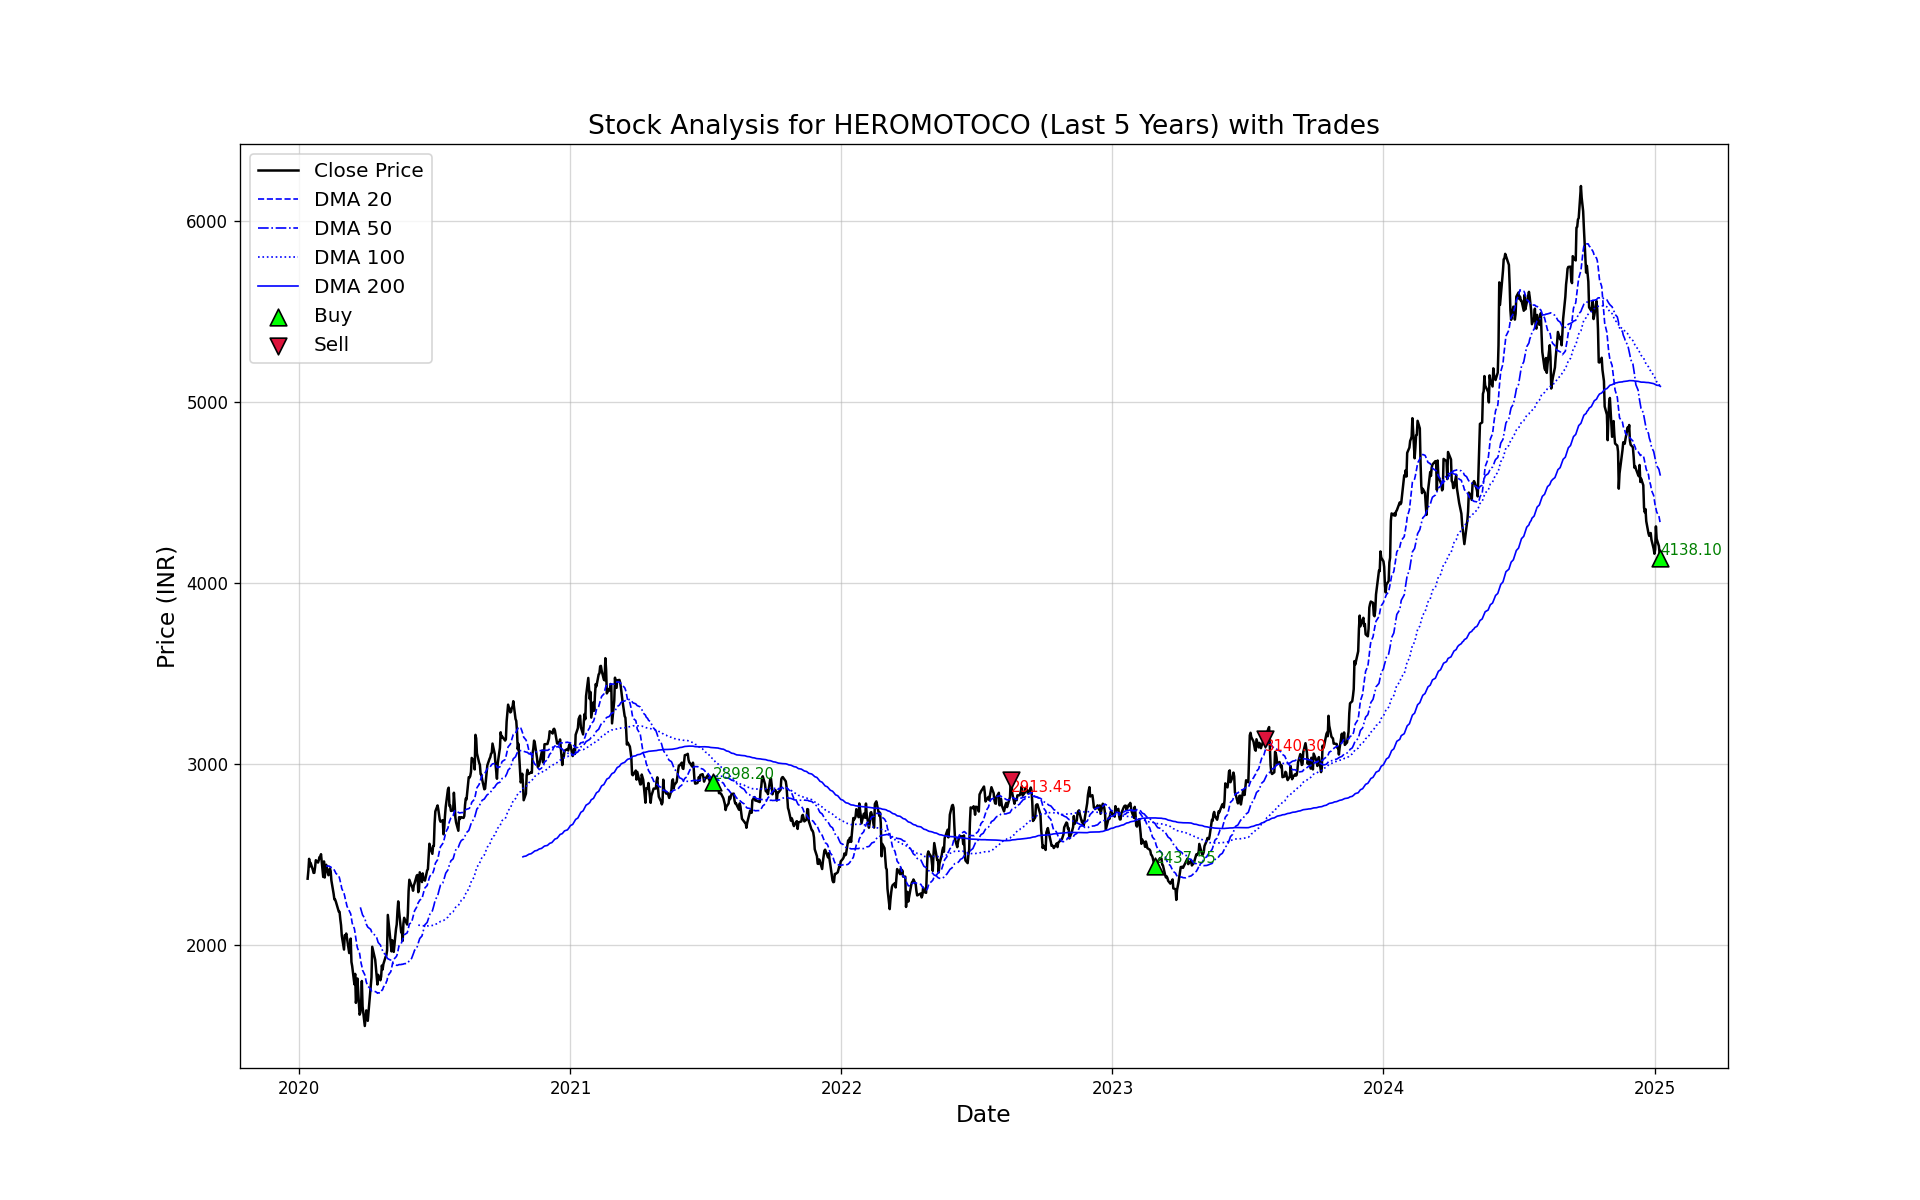 Stock Analysis for HEROMOTOCO (Last 5 Years) with Trades
Close Price
DMA 20
DMA 50
DMA 100
DMA 200
Buy
Sell
6000
5000
4000
3000
2000
Price (INR)
2898.20
2913.45
2437.55
3140.30
4138.10
2020
2021
2022
2023
2024
2025
Date